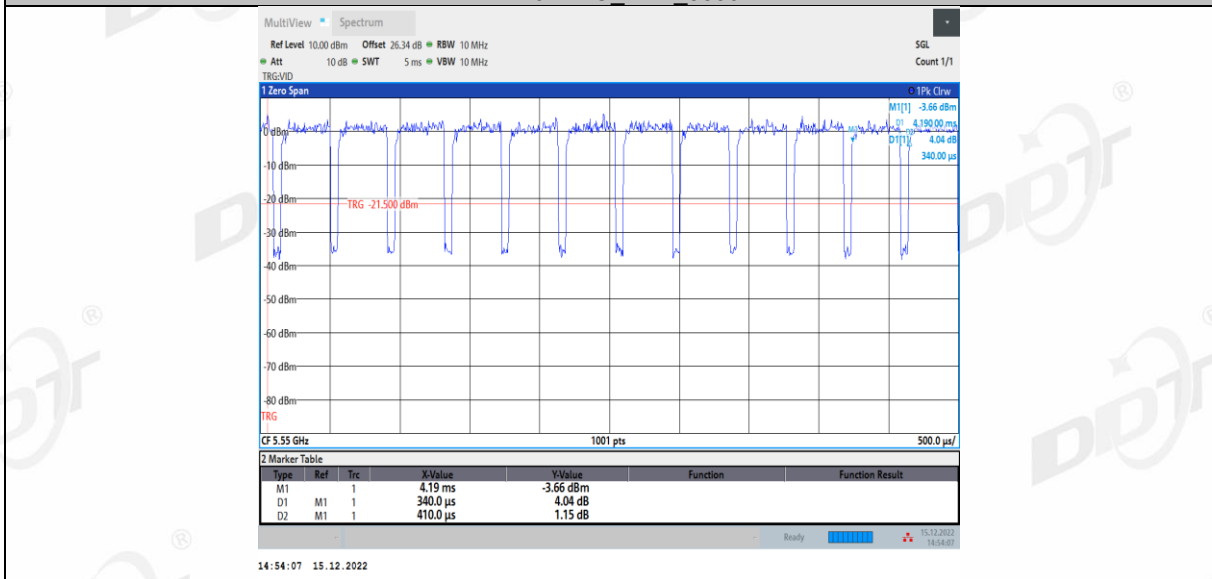 MultiView Spectrum
Ref Level 10.00 dBm Offset 26.34 dB RBW 10 MHz SGL
Att 10 dB SWT 5 ms VBW 10 MHz Count 1/1
TRG:VID
1 Zero Span 1Pk Clrw
M1[1] -3.66 dBm
4.190 00 ms
D1[1] 4.04 dB
340.00 µs
M1
D1
0 dBm
-10 dBm
-20 dBm
TRG -21.500 dBm
-30 dBm
-40 dBm
-50 dBm
-60 dBm
-70 dBm
-80 dBm
TRG
CF 5.55 GHz 1001 pts 500.0 µs/
2 Marker Table
Type Ref Trc X-Value Y-Value Function Function Result
M1 1 4.19 ms -3.66 dBm
D1 M1 1 340.0 µs 4.04 dB
D2 M1 1 410.0 µs 1.15 dB
Ready 15.12.2022
14:54:07
14:54:07 15.12.2022
DDT
®